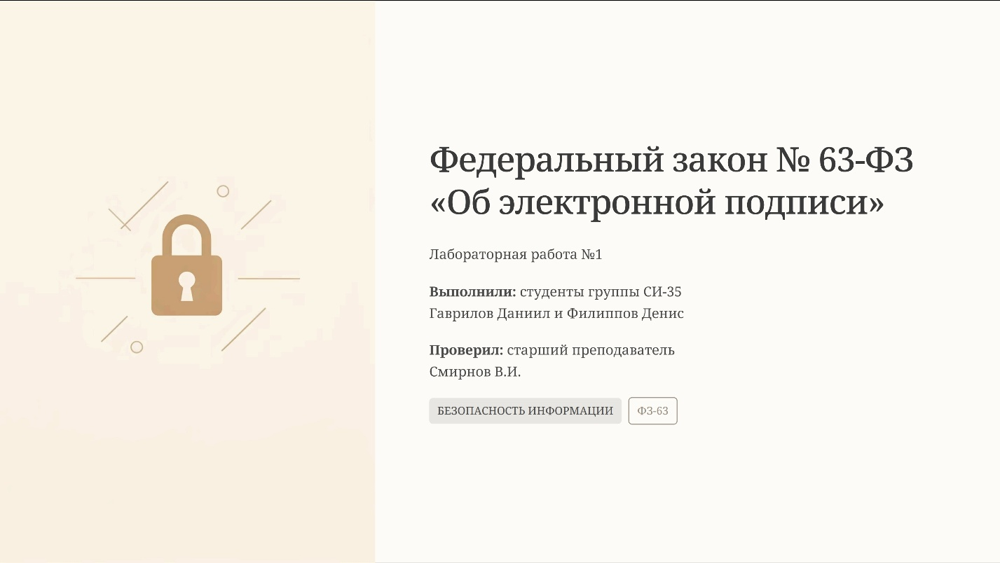 Федеральный закон № 63-ФЗ
«Об электронной подписи»
Лабораторная работа №1
Выполнили: студенты группы СИ-35
Гаврилов Даниил и Филиппов Денис
Проверил: старший преподаватель
Смирнов В.И.
БЕЗОПАСНОСТЬ ИНФОРМАЦИИ
ФЗ-63